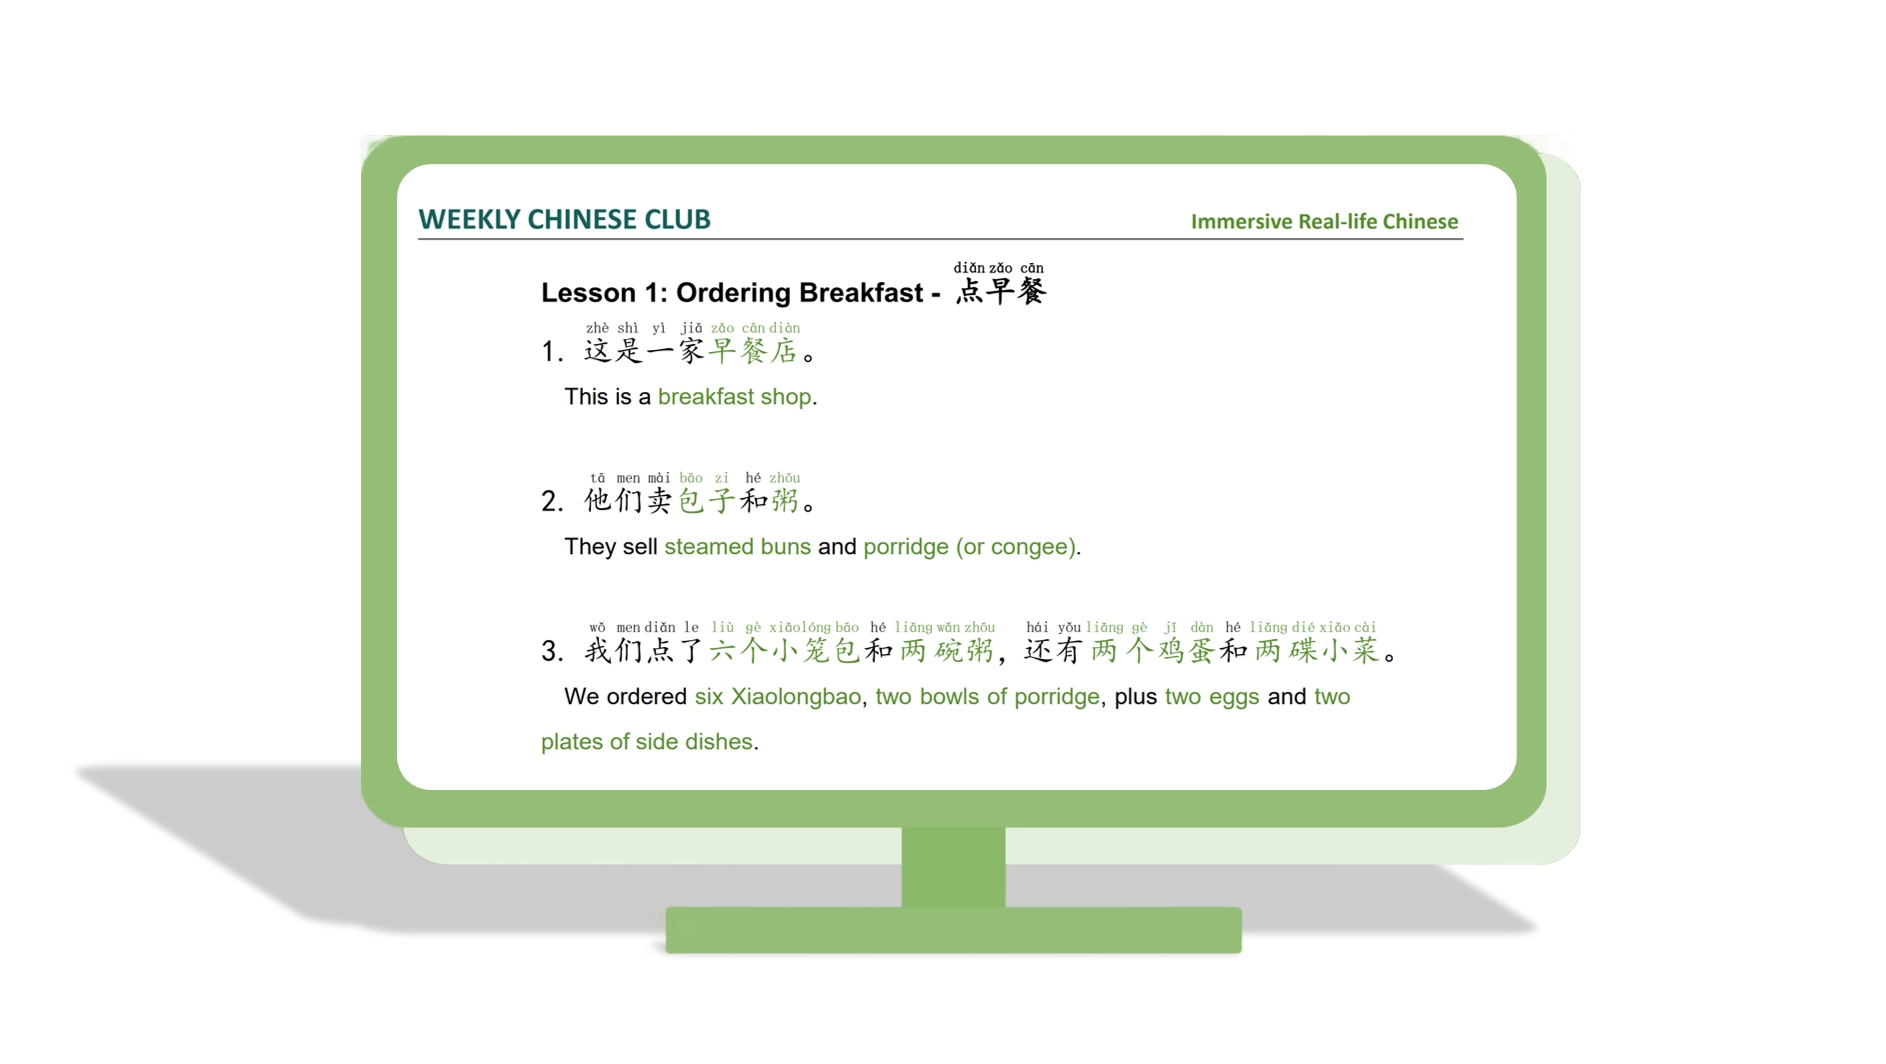 WEEKLY CHINESE CLUB
Immersive Real-life Chinese
diǎn zǎo cān
Lesson 1: Ordering Breakfast - 点早餐
zhè shì yì jiā zǎo cān diàn
1. 这是一家早餐店。
This is a breakfast shop.
tā men mài bāo zi hé zhōu
2. 他们卖包子和粥。
They sell steamed buns and porridge (or congee).
wǒ men diǎn le liù gè xiǎolóng bāo hé liǎng wǎn zhōu hái yǒu liǎng gè jī dàn hé liǎng dié xiǎo cài
3. 我们点了六个小笼包和两碗粥，还有两个鸡蛋和两碟小菜。
We ordered six Xiaolongbao, two bowls of porridge, plus two eggs and two
plates of side dishes.